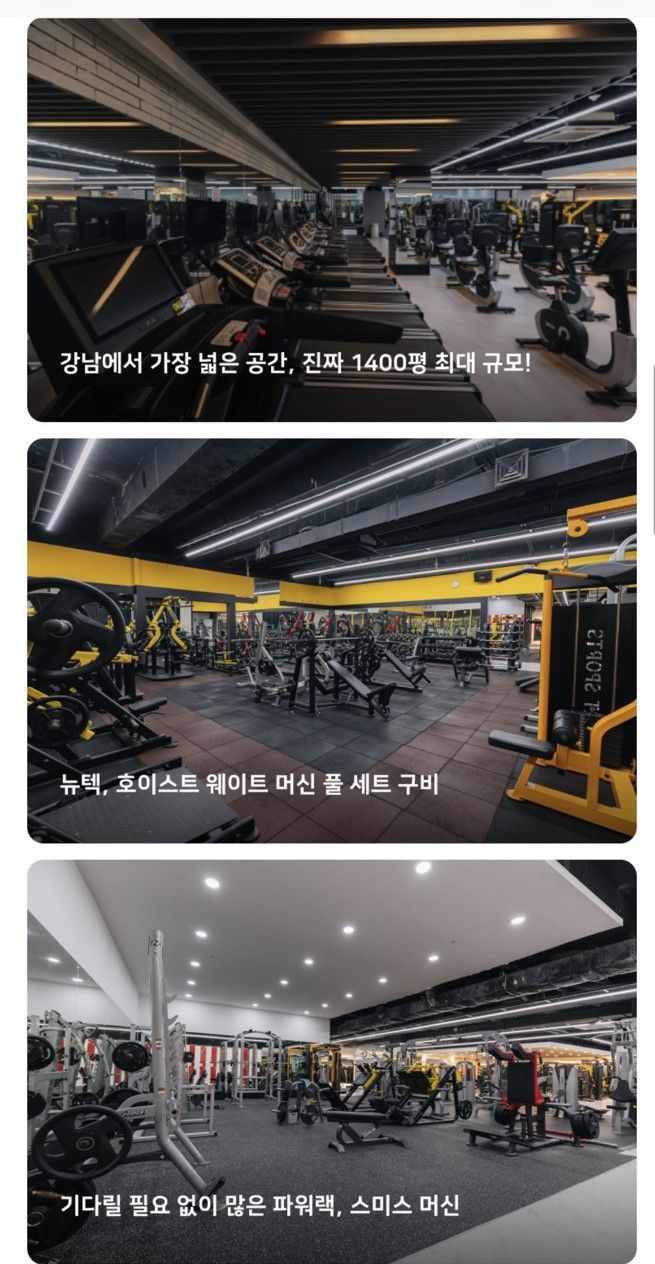 강남에서 가장 넓은 공간, 진짜 1400평 최대 규모!
뉴텍, 호이스트 웨이트 머신 풀 세트 구비
SPORTS
기다릴 필요 없이 많은 파워랙, 스미스 머신